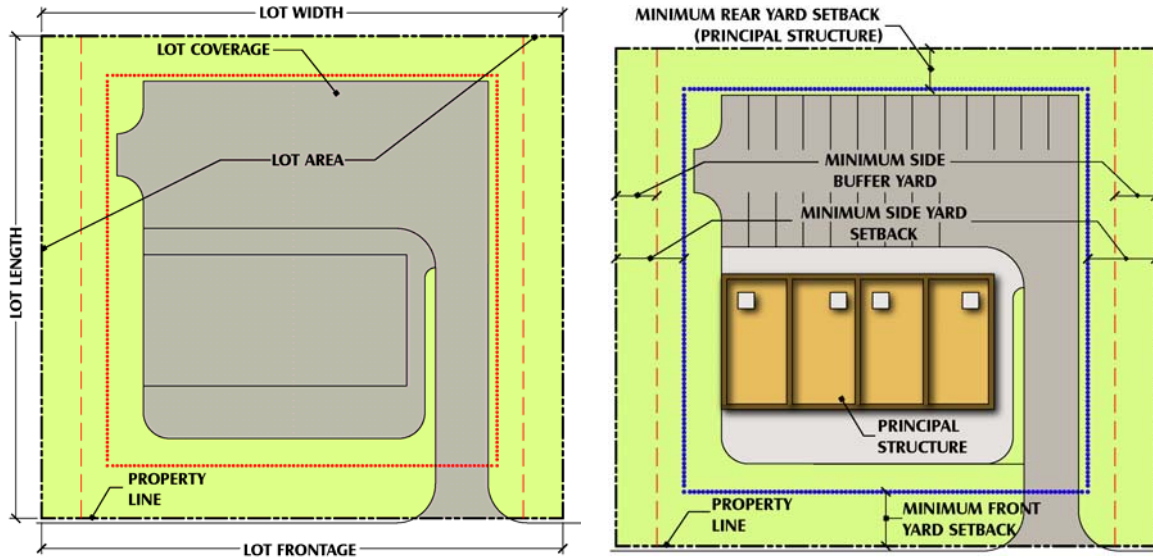 LOT WIDTH
LOT COVERAGE
LOT AREA
LOT LENGTH
PROPERTY
LINE
LOT FRONTAGE
MINIMUM REAR YARD SETBACK
(PRINCIPAL STRUCTURE)
MINIMUM SIDE
BUFFER YARD
MINIMUM SIDE YARD
SETBACK
PRINCIPAL
STRUCTURE
PROPERTY
LINE
MINIMUM FRONT
YARD SETBACK